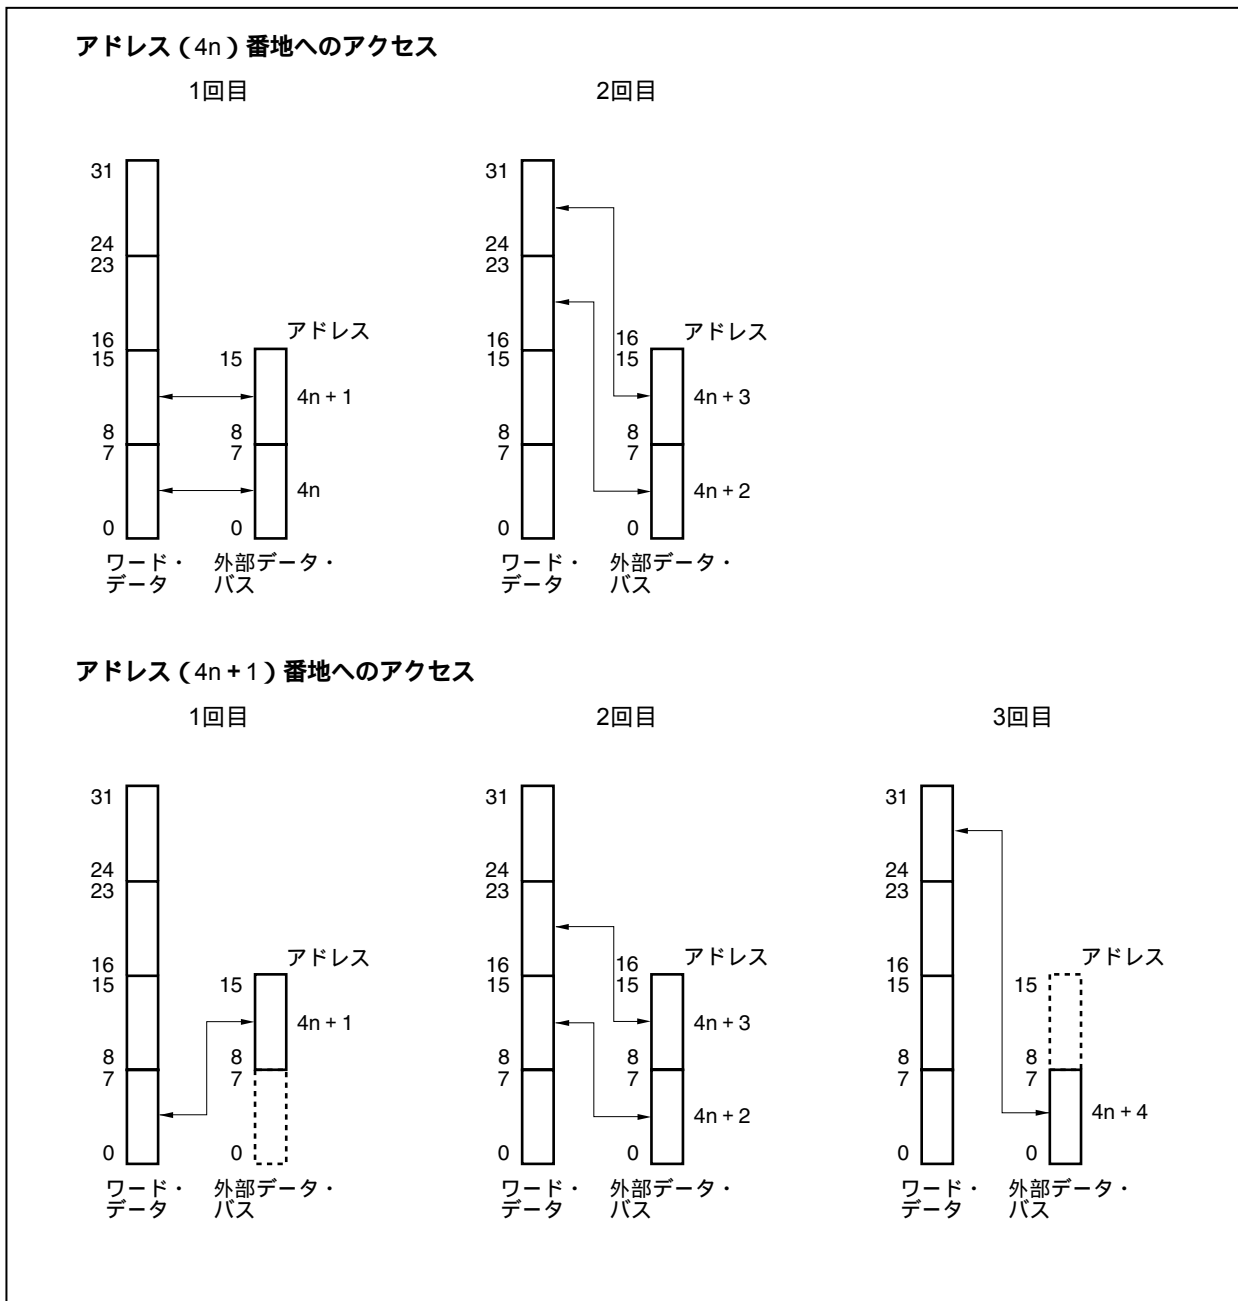 アドレス（4n）番地へのアクセス
1回目
2回目
31
24
23
16
15
8
7
0
アドレス
15
4n + 1
8
7
4n
0
ワード・
データ
外部データ・
バス
31
24
23
16
15
8
7
0
アドレス
16
15
4n + 3
8
7
4n + 2
0
ワード・
データ
外部データ・
バス
アドレス（4n + 1）番地へのアクセス
1回目
2回目
3回目
31
24
23
16
15
8
7
0
アドレス
15
4n + 1
8
7
0
ワード・
データ
外部データ・
バス
31
24
23
16
15
8
7
0
アドレス
16
15
4n + 3
8
7
4n + 2
0
ワード・
データ
外部データ・
バス
31
24
23
16
15
8
7
0
アドレス
15
8
7
4n + 4
0
ワード・
データ
外部データ・
バス